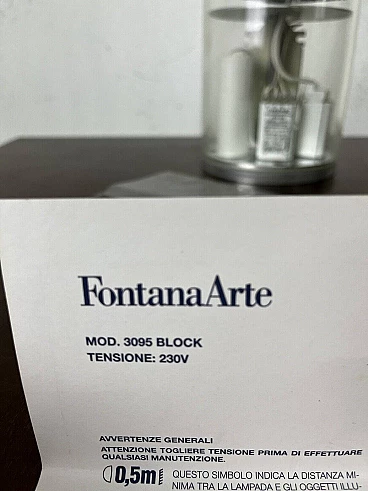 FontanaArte
MOD. 3095 BLOCK
TENSIONE: 230V
AVVERTENZE GENERALI
ATTENZIONE TOGLIERE TENSIONE PRIMA DI EFFETTUARE
QUALSIASI MANUTENZIONE.
0,5m QUESTO SIMBOLO INDICA LA DISTANZA MI-
NIMA TRA LA LAMPADA E GLI OGGETTI ILLU-